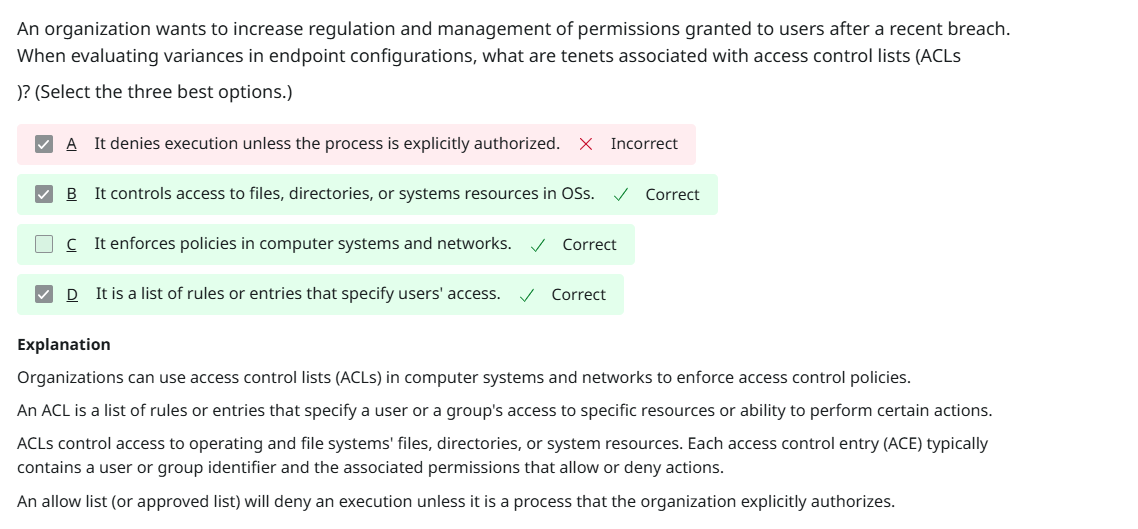 An organization wants to increase regulation and management of permissions granted to users after a recent breach.
When evaluating variances in endpoint configurations, what are tenets associated with access control lists (ACLs
)? (Select the three best options.)
A It denies execution unless the process is explicitly authorized. Incorrect
B It controls access to files, directories, or systems resources in OSs. Correct
C It enforces policies in computer systems and networks. Correct
D It is a list of rules or entries that specify users' access. Correct
Explanation
Organizations can use access control lists (ACLs) in computer systems and networks to enforce access control policies.
An ACL is a list of rules or entries that specify a user or a group's access to specific resources or ability to perform certain actions.
ACLs control access to operating and file systems' files, directories, or system resources. Each access control entry (ACE) typically
contains a user or group identifier and the associated permissions that allow or deny actions.
An allow list (or approved list) will deny an execution unless it is a process that the organization explicitly authorizes.